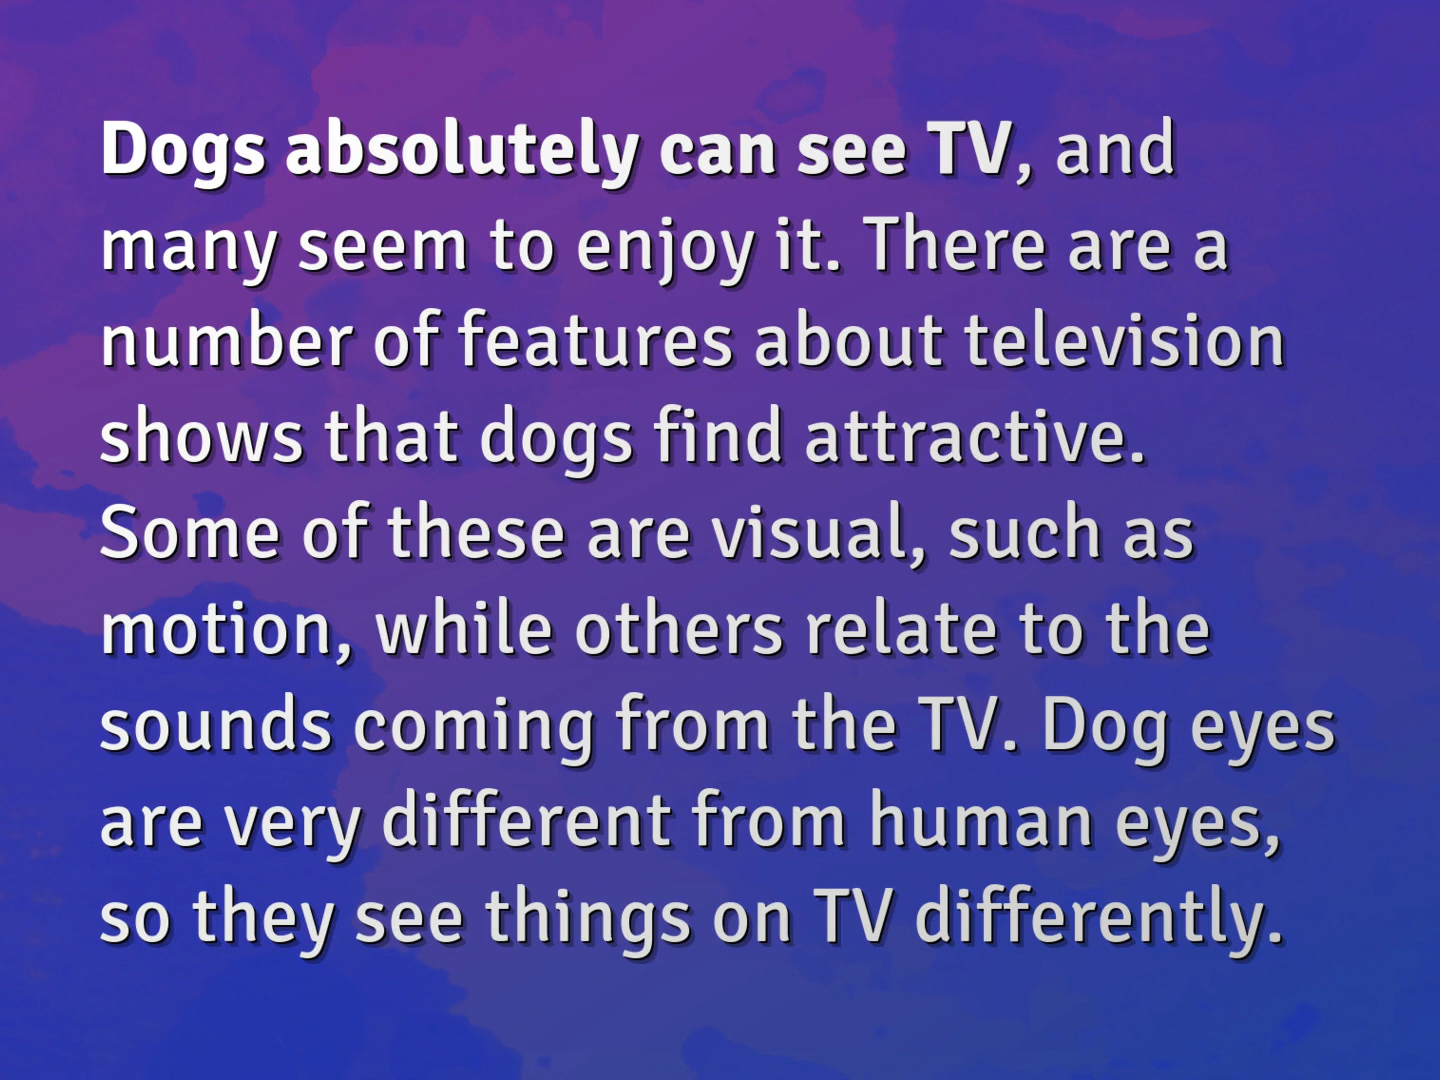 Dogs absolutely can see TV, and
many seem to enjoy it. There are a
number of features about television
shows that dogs find attractive.
Some of these are visual, such as
motion, while others relate to the
sounds coming from the TV. Dog eyes
are very different from human eyes,
so they see things on TV differently.